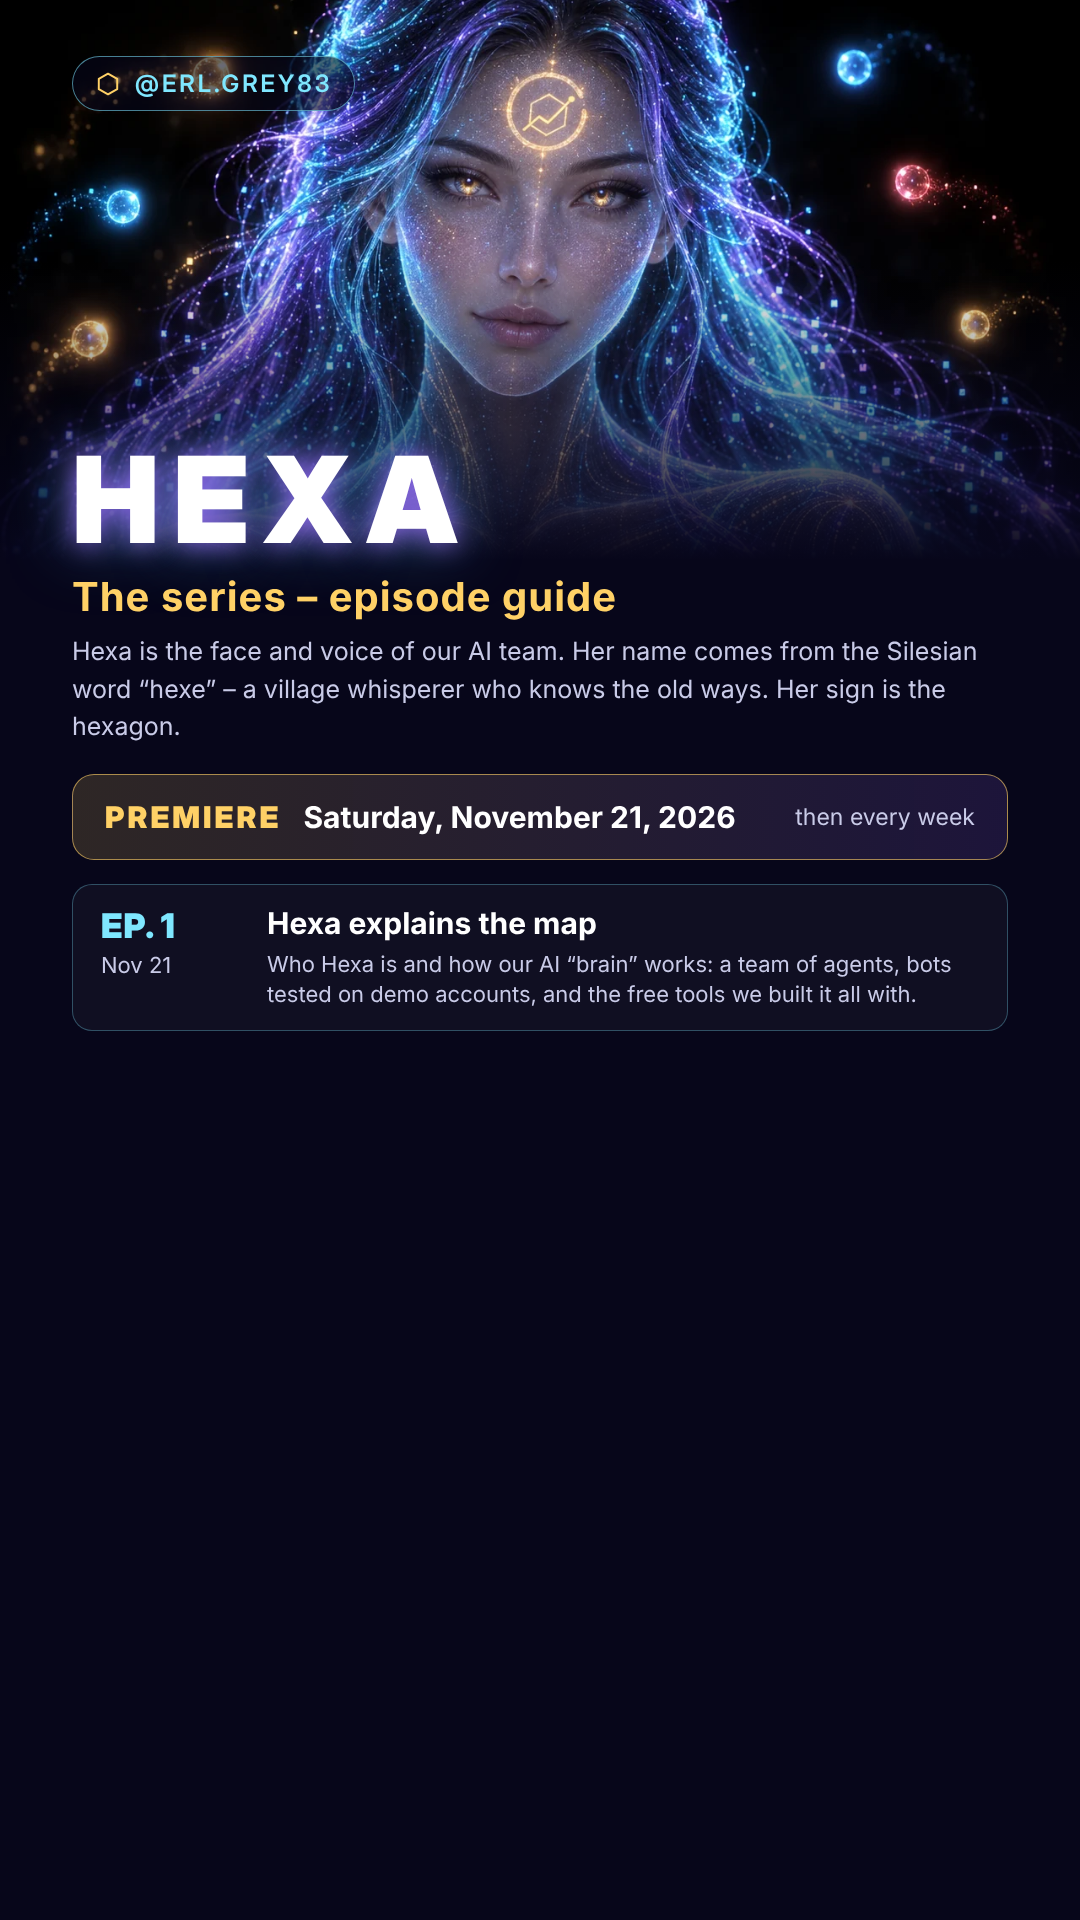 @ERL.GREY83
HEXA
The series – episode guide
Hexa is the face and voice of our AI team. Her name comes from the Silesian
word “hexe” – a village whisperer who knows the old ways. Her sign is the
hexagon.
PREMIERE Saturday, November 21, 2026 then every week
EP. 1
Nov 21
Hexa explains the map
Who Hexa is and how our AI “brain” works: a team of agents, bots
tested on demo accounts, and the free tools we built it all with.